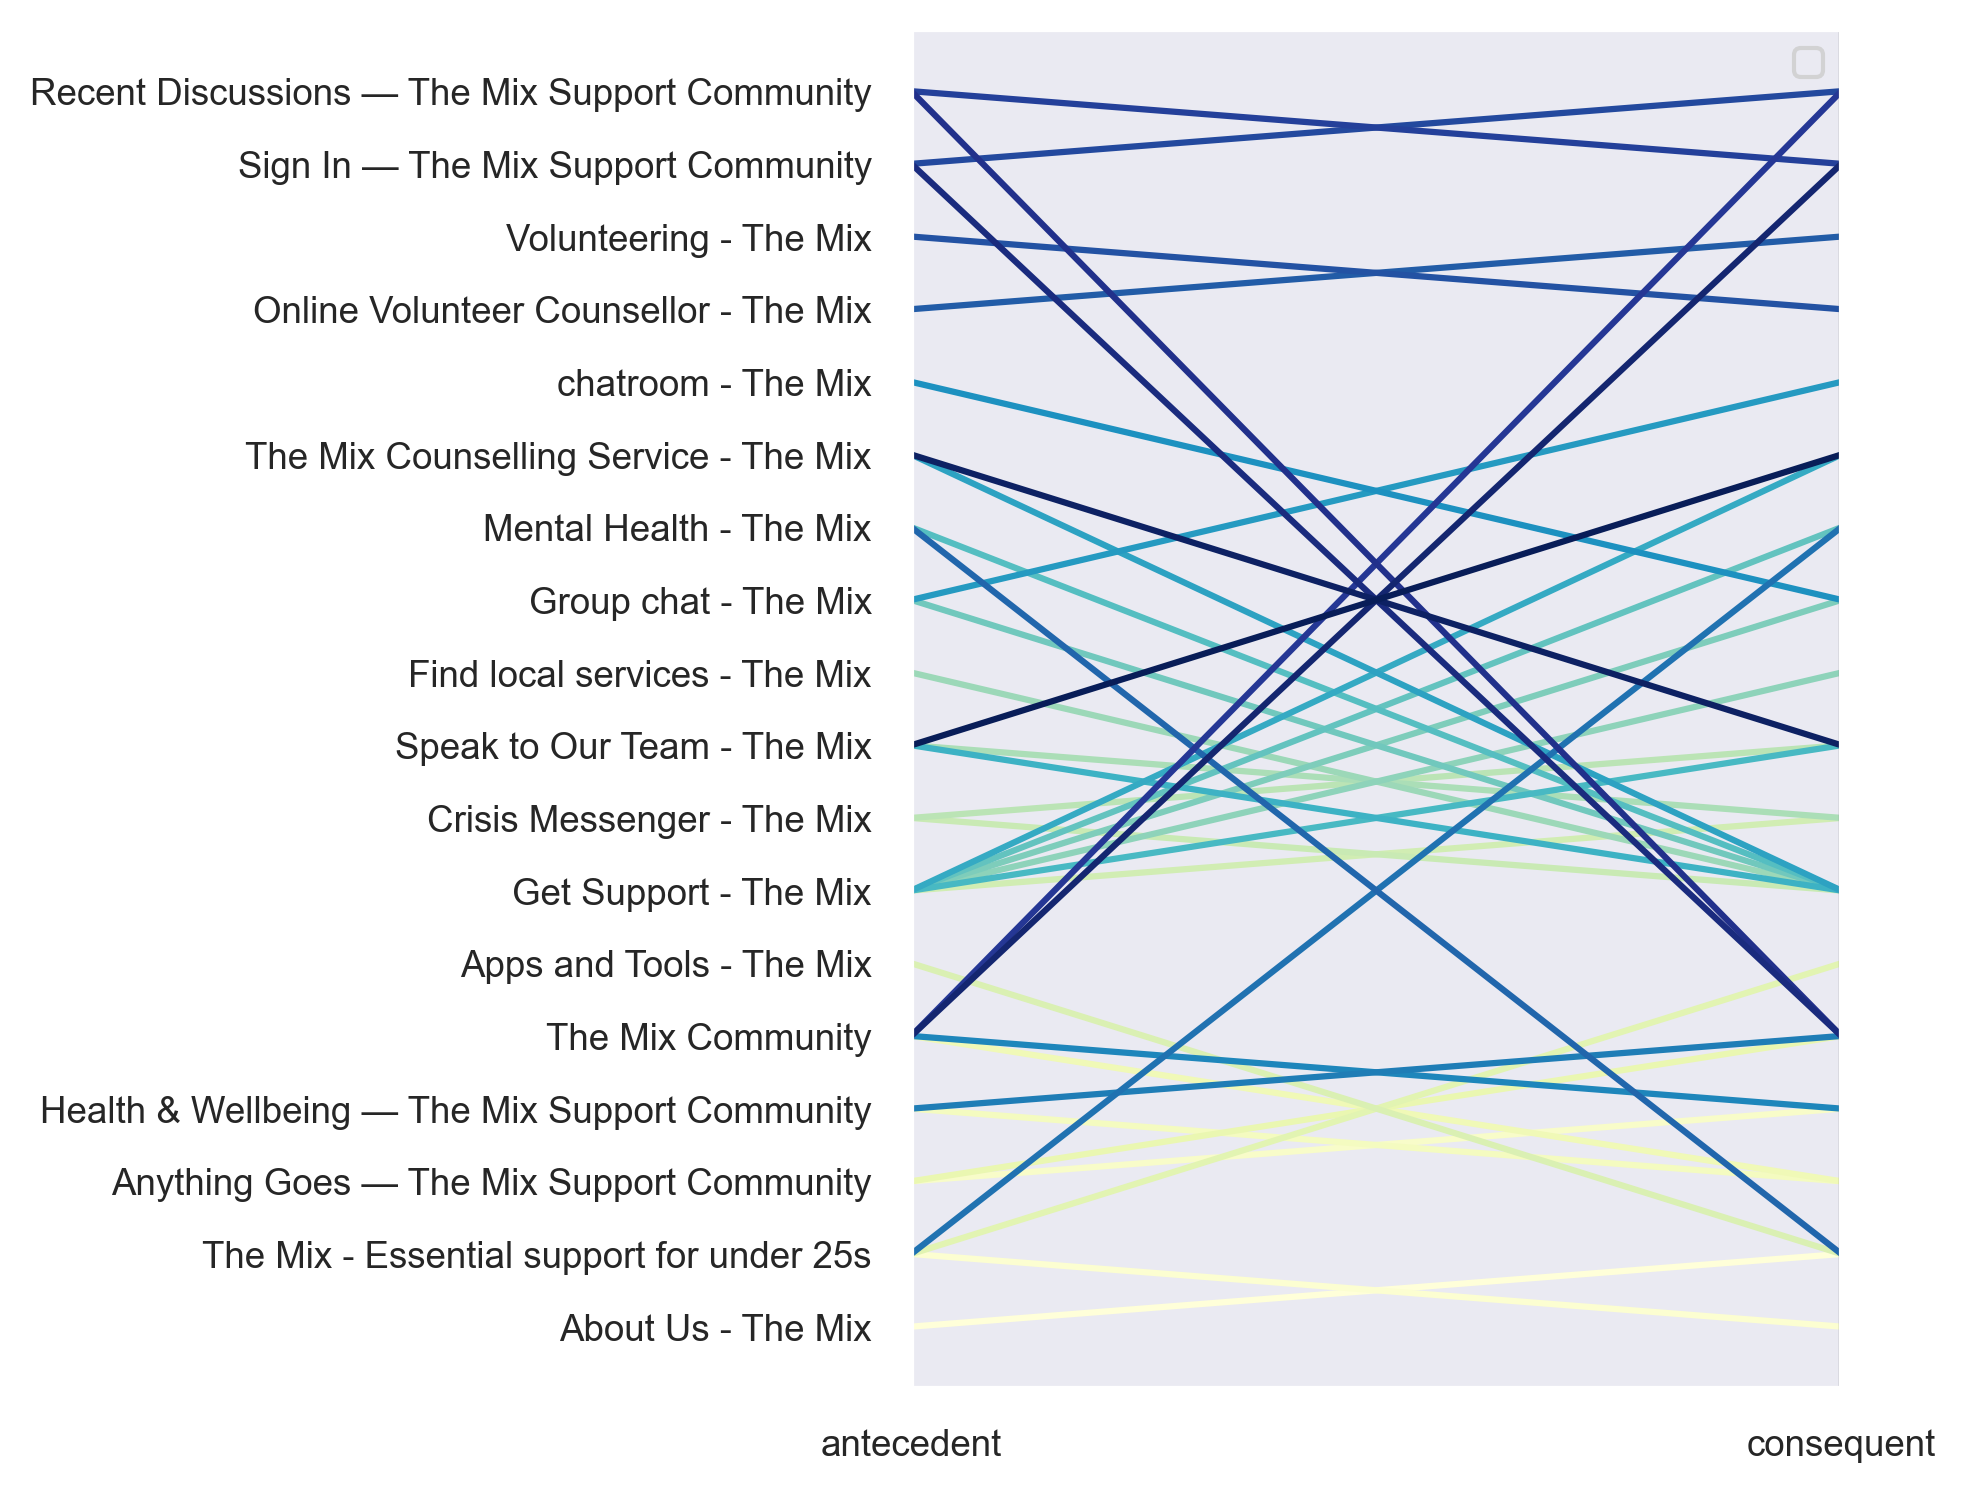 Recent Discussions — The Mix Support Community
Sign In — The Mix Support Community
Volunteering - The Mix
Online Volunteer Counsellor - The Mix
chatroom - The Mix
The Mix Counselling Service - The Mix
Mental Health - The Mix
Group chat - The Mix
Find local services - The Mix
Speak to Our Team - The Mix
Crisis Messenger - The Mix
Get Support - The Mix
Apps and Tools - The Mix
The Mix Community
Health & Wellbeing — The Mix Support Community
Anything Goes — The Mix Support Community
The Mix - Essential support for under 25s
About Us - The Mix
antecedent
consequent